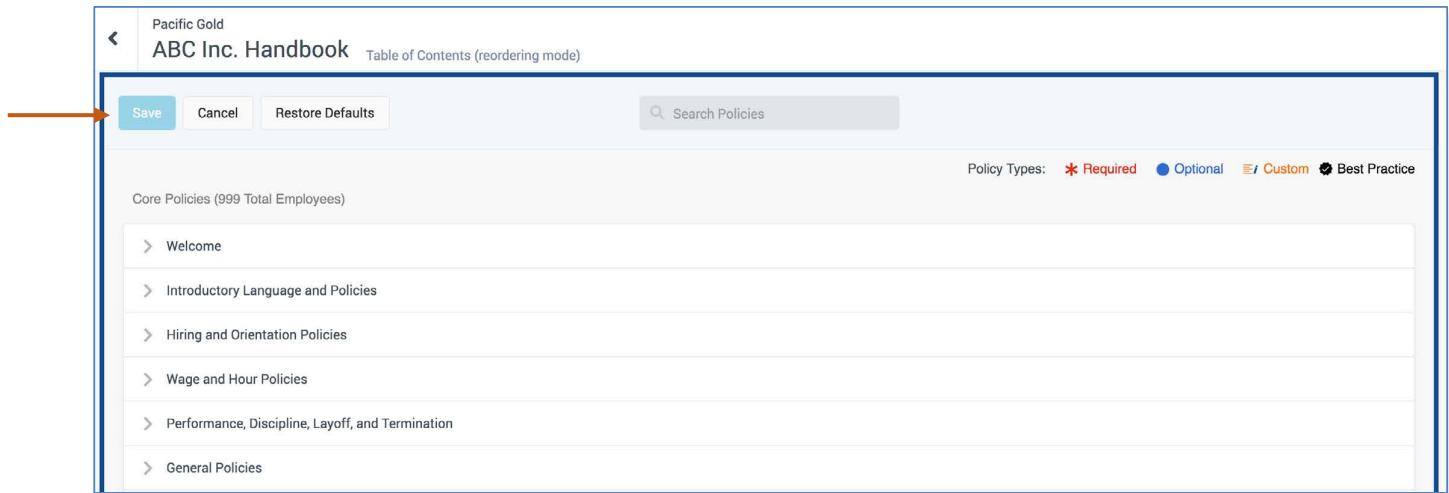 Pacific Gold
ABC Inc. Handbook Table of Contents (reordering mode)
Save Cancel Restore Defaults Search Policies
Policy Types: Required Optional Custom Best Practice
Core Policies (999 Total Employees)
Welcome
Introductory Language and Policies
Hiring and Orientation Policies
Wage and Hour Policies
Performance, Discipline, Layoff, and Termination
General Policies